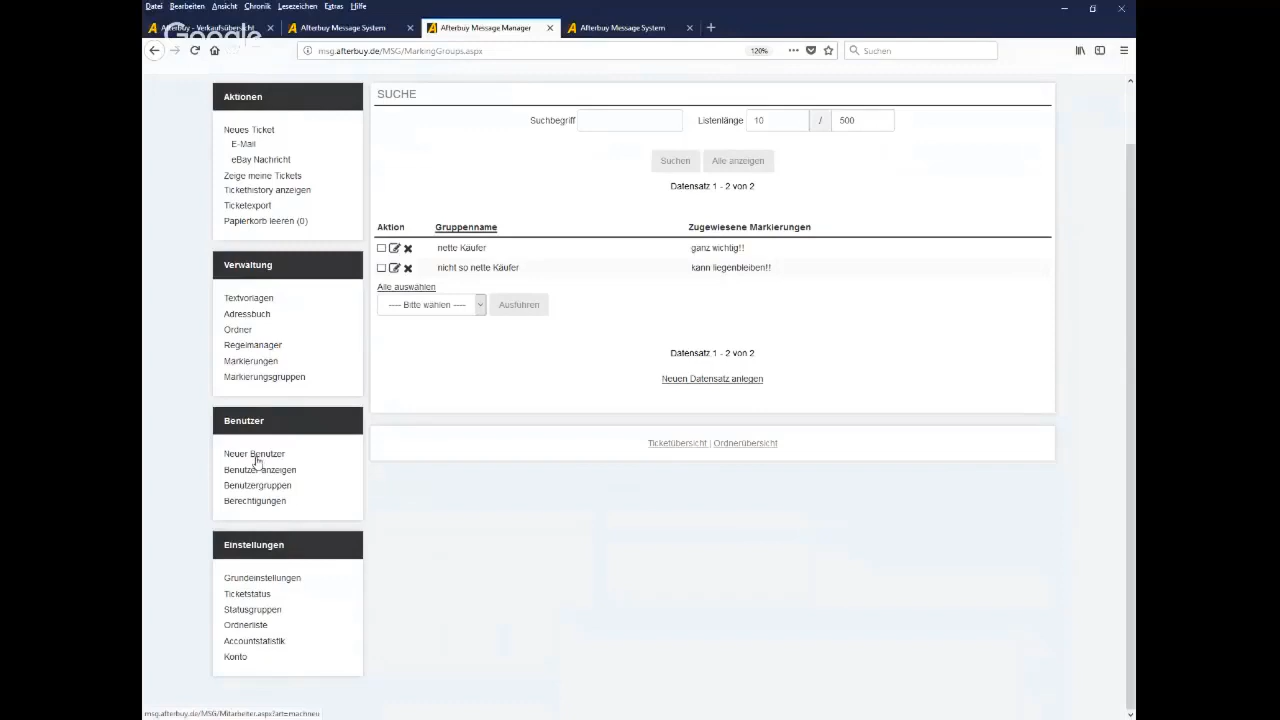 Datei Bearbeiten Ansicht Chronik Lesezeichen Extras Hilfe
Afterbuy - Verkaufsübersicht
Afterbuy Message System
Afterbuy Message Manager
Afterbuy Message System
Google
msg.afterbuy.de/MSG/MarkingGroups.aspx
120%
Suchen
Aktionen
Neues Ticket
E-Mail
eBay Nachricht
Zeige meine Tickets
Tickethistory anzeigen
Ticketexport
Papierkorb leeren (0)
Verwaltung
Textvorlagen
Adressbuch
Ordner
Regelmanager
Markierungen
Markierungsgruppen
Benutzer
Neuer Benutzer
Benutzer anzeigen
Benutzergruppen
Berechtigungen
Einstellungen
Grundeinstellungen
Ticketstatus
Statusgruppen
Ordnerliste
Accountstatistik
Konto
SUCHE
Suchbegriff Listenlänge 10 / 500
Suchen Alle anzeigen
Datensatz 1 - 2 von 2
Aktion Gruppenname Zugewiesene Markierungen
nette Käufer ganz wichtig!!
nicht so nette Käufer kann liegenbleiben!!
Alle auswählen
---- Bitte wählen ---- Ausführen
Datensatz 1 - 2 von 2
Neuen Datensatz anlegen
Ticketübersicht | Ordnerübersicht
msg.afterbuy.de/MSG/Mitarbeiter.aspx?art=machneu